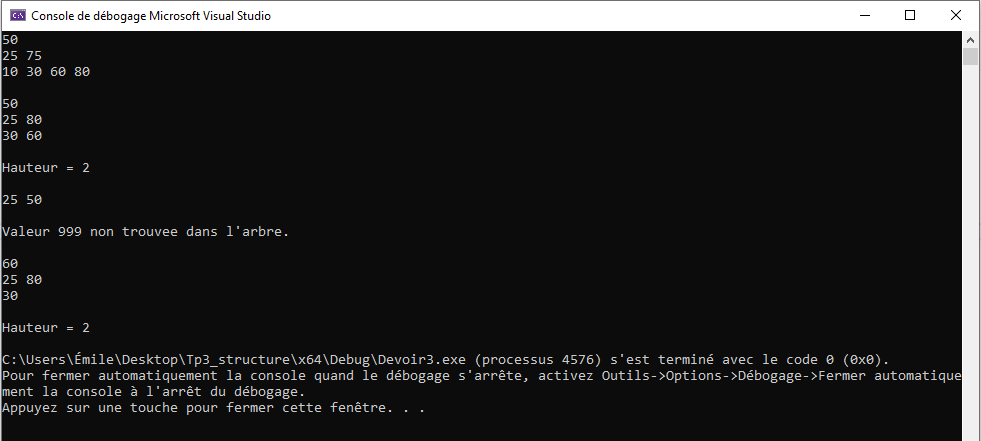 Console de débogage Microsoft Visual Studio
50
25 75
10 30 60 80
50
25 80
30 60
Hauteur = 2
25 50
Valeur 999 non trouvee dans l'arbre.
60
25 80
30
Hauteur = 2
C:\Users\Émile\Desktop\Tp3_structure\x64\Debug\Devoir3.exe (processus 4576) s'est terminé avec le code 0 (0x0).
Pour fermer automatiquement la console quand le débogage s'arrête, activez Outils->Options->Débogage->Fermer automatique
ment la console à l'arrêt du débogage.
Appuyez sur une touche pour fermer cette fenêtre. . .